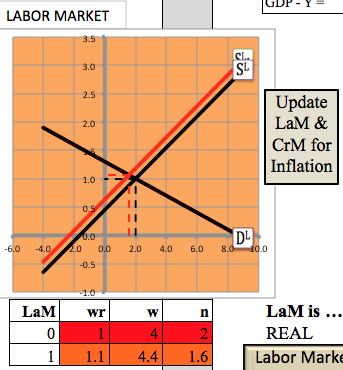 GDP - Y =
LABOR MARKET
3.5
3.0
2.5
2.0
1.5
1.0
0.5
0.0
-0.5
-1.0
-6.0 -4.0 -2.0 0.0 2.0 4.0 6.0 8.0 10.0
SL
SL
DL
Update
LaM &
CrM for
Inflation
LaM wr w n
0 1 4 2
1 1.1 4.4 1.6
LaM is ...
REAL
Labor Marke